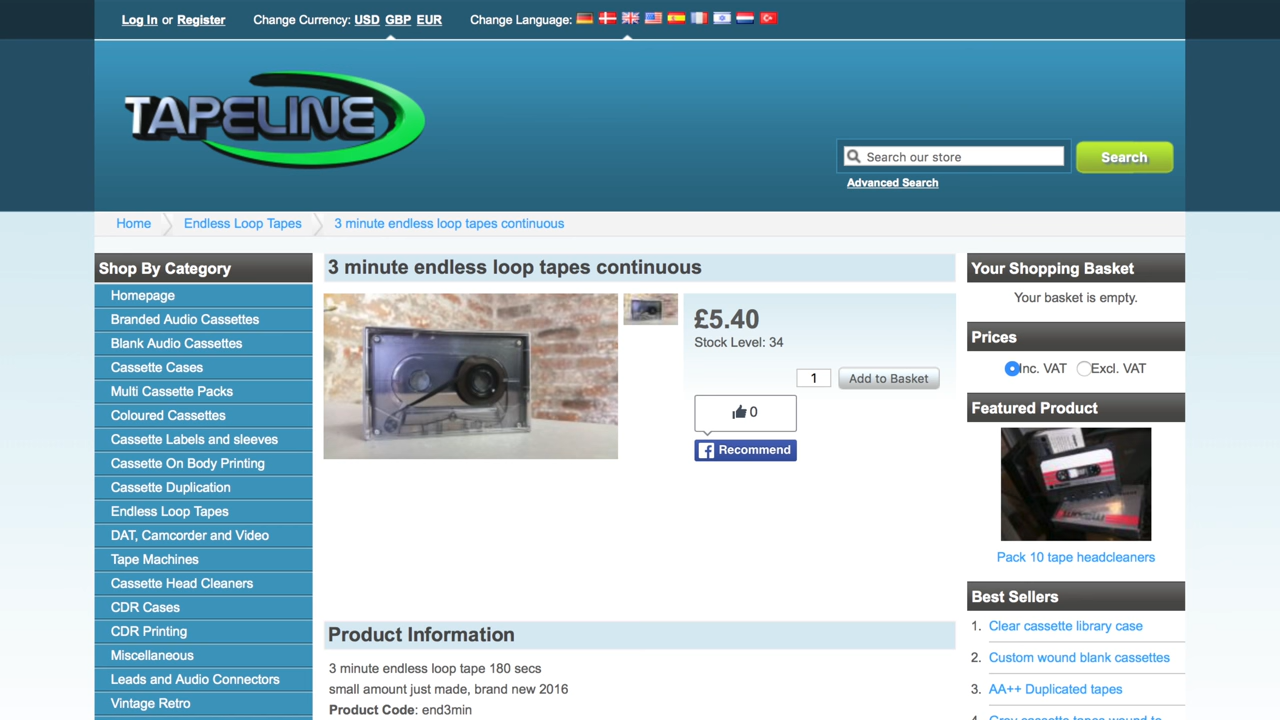 Log In or Register Change Currency: USD GBP EUR Change Language:
TAPELINE
Search our store Search
Advanced Search
Home Endless Loop Tapes 3 minute endless loop tapes continuous
Shop By Category
Homepage
Branded Audio Cassettes
Blank Audio Cassettes
Cassette Cases
Multi Cassette Packs
Coloured Cassettes
Cassette Labels and sleeves
Cassette On Body Printing
Cassette Duplication
Endless Loop Tapes
DAT, Camcorder and Video
Tape Machines
Cassette Head Cleaners
CDR Cases
CDR Printing
Miscellaneous
Leads and Audio Connectors
Vintage Retro
3 minute endless loop tapes continuous
£5.40
Stock Level: 34
1 Add to Basket
0
Recommend
Product Information
3 minute endless loop tape 180 secs
small amount just made, brand new 2016
Product Code: end3min
Your Shopping Basket
Your basket is empty.
Prices
Inc. VAT Excl. VAT
Featured Product
Pack 10 tape headcleaners
Best Sellers
1. Clear cassette library case
2. Custom wound blank cassettes
3. AA++ Duplicated tapes
4. Grey cassette tapes wound to